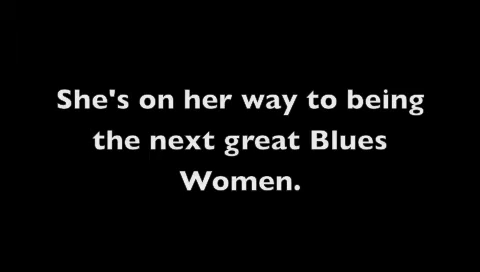 She's on her way to being
the next great Blues
Women.